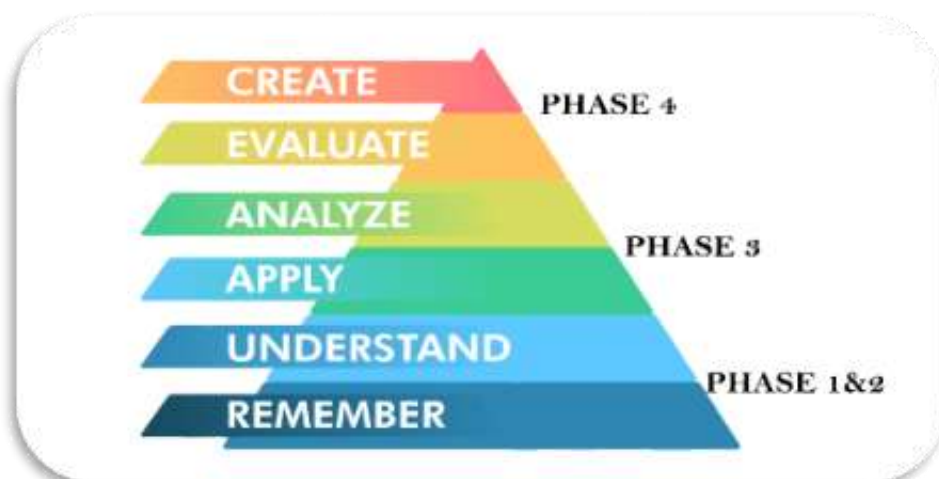 CREATE
PHASE 4
EVALUATE
ANALYZE
PHASE 3
APPLY
UNDERSTAND
PHASE 1&2
REMEMBER